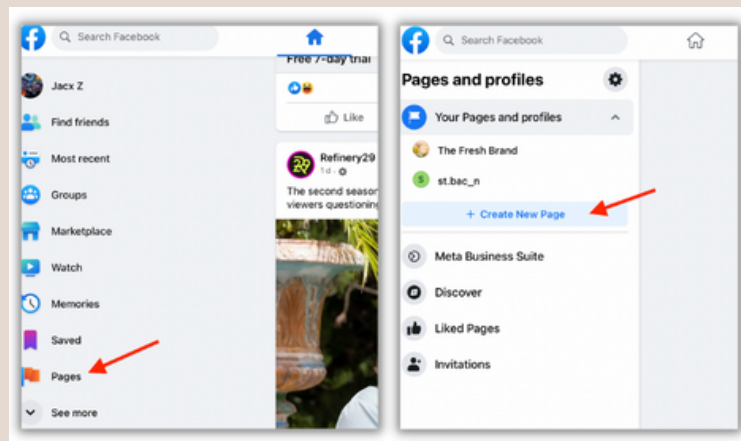 Search Facebook
Jacx Z
Find friends
Most recent
Groups
Marketplace
Watch
Memories
Saved
Pages
See more
Free 7-day trial
Like
Refinery29
1d ·
The second season
viewers questioning
Search Facebook
Pages and profiles
Your Pages and profiles
The Fresh Brand
S
st.bac_n
+ Create New Page
Meta Business Suite
Discover
Liked Pages
Invitations